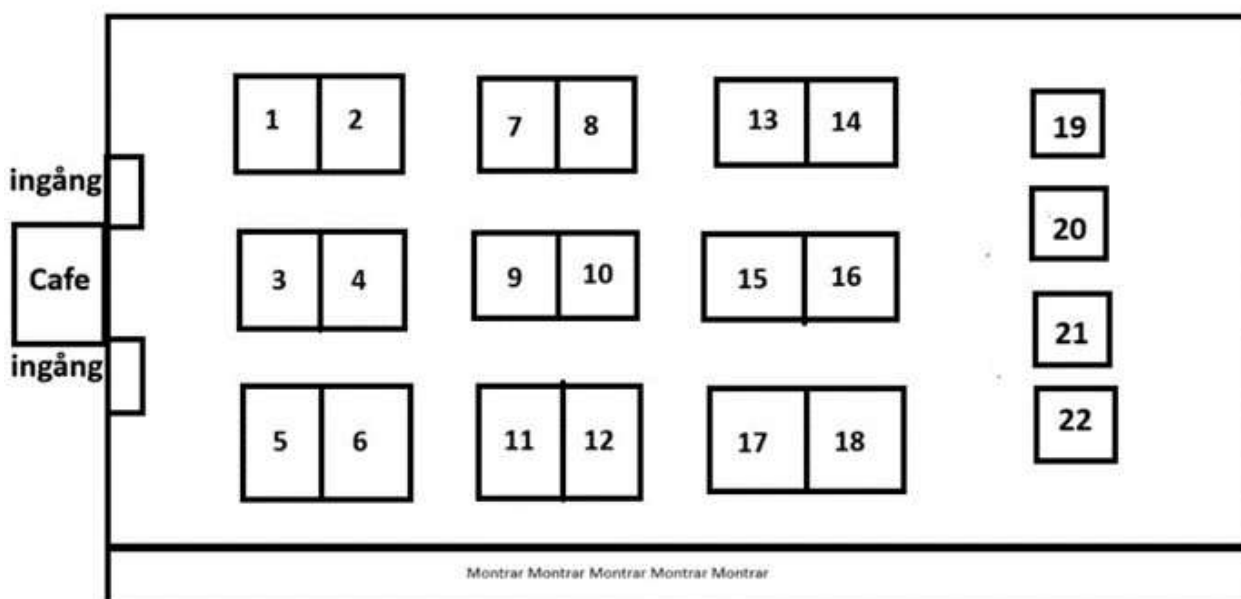 1 2 7 8 13 14 19
ingång
20
Cafe 3 4 9 10 15 16
21
ingång
22
5 6 11 12 17 18
Montrar Montrar Montrar Montrar Montrar